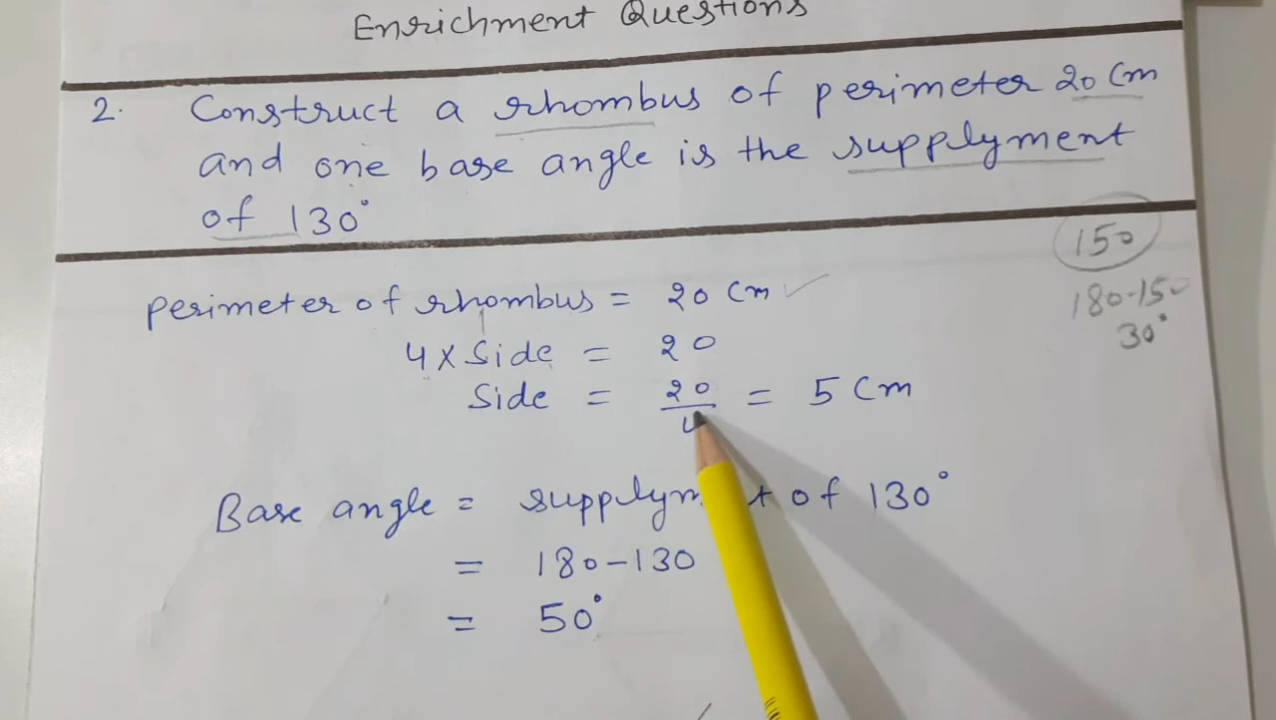 Enrichment Questions
2. Construct a rhombus of perimeter 20 cm
and one base angle is the supplyment
of 130°
150
180-150
30°
perimeter of rhombus = 20 cm ✓
4 x side = 20
Side = 20/4 = 5 cm
Base angle = supplyment of 130°
= 180-130
= 50°